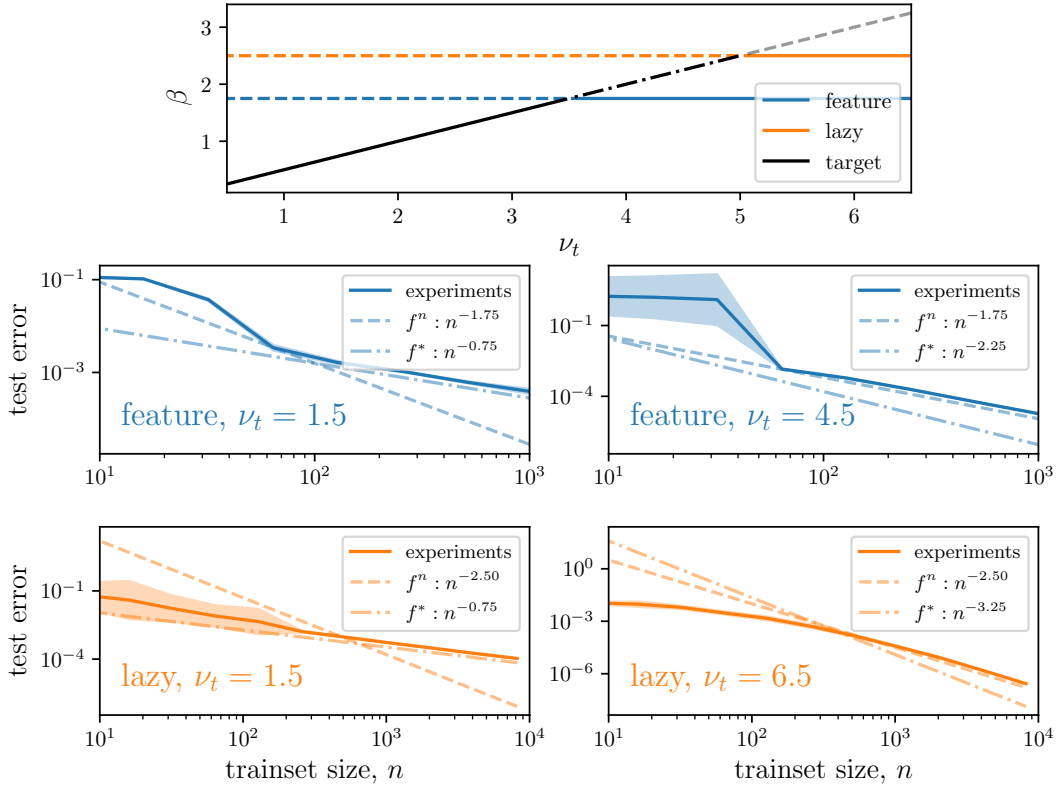 3
2
1
β
feature
lazy
target
1 2 3 4 5 6
ν_t
test error
10^{-1}
10^{-3}
experiments
f^n : n^{-1.75}
f^* : n^{-0.75}
feature, ν_t = 1.5
10^1 10^2 10^3
10^{-1}
10^{-4}
experiments
f^n : n^{-1.75}
f^* : n^{-2.25}
feature, ν_t = 4.5
10^1 10^2 10^3
test error
10^{-1}
10^{-4}
experiments
f^n : n^{-2.50}
f^* : n^{-0.75}
lazy, ν_t = 1.5
10^1 10^2 10^3 10^4
trainset size, n
10^0
10^{-3}
10^{-6}
experiments
f^n : n^{-2.50}
f^* : n^{-3.25}
lazy, ν_t = 6.5
10^1 10^2 10^3 10^4
trainset size, n